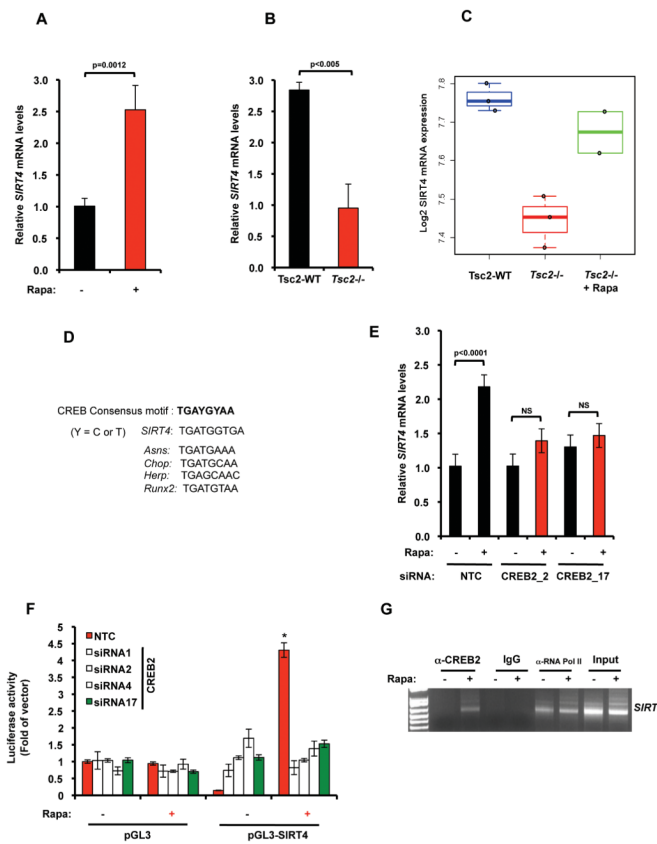 A
p=0.0012
Relative SIRT4 mRNA levels
3.0
2.5
2.0
1.5
1.0
0.5
0.0
Rapa: - +
B
p<0.005
Relative SIRT4 mRNA levels
3.0
2.5
2.0
1.5
1.0
0.5
0.0
Tsc2-WT Tsc2-/-
C
Log2 SIRT4 mRNA expression
7.8
7.7
7.6
7.5
7.4
Tsc2-WT Tsc2-/- Tsc2-/-
+ Rapa
D
CREB Consensus motif : TGAYGYAA
(Y = C or T) SIRT4: TGATGGTGA
Asns: TGATGAAA
Chop: TGATGCAA
Herp: TGAGCAAC
Runx2: TGATGTAA
E
Relative SIRT4 mRNA levels
3.0
2.5
2.0
1.5
1.0
0.5
0.0
p<0.0001
NS
NS
Rapa: - + - + - +
siRNA: NTC CREB2_2 CREB2_17
F
Luciferase activity
(Fold of vector)
5
4.5
4
3.5
3
2.5
2
1.5
1
0.5
0
NTC
siRNA1
siRNA2
siRNA4
siRNA17
CREB2
*
Rapa: - + - +
pGL3 pGL3-SIRT4
G
α-CREB2 IgG α-RNA Pol II Input
Rapa: - + - + - + - +
SIRT